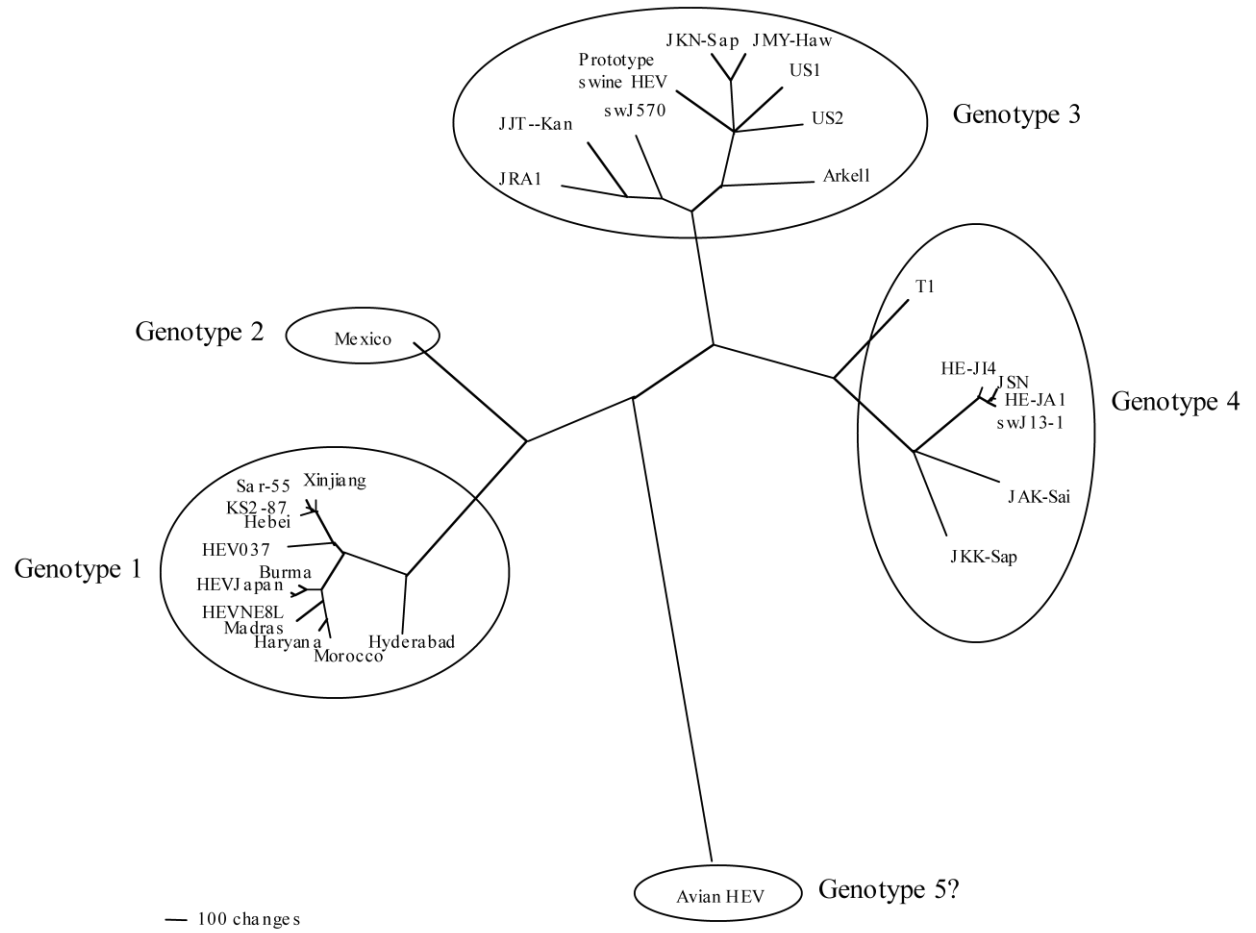 JKN-Sap JMY-Haw
Prototype
swine HEV
US1
swJ570
US2
JJT--Kan
JRA1
Arkell
Genotype 3
T1
Genotype 2
Mexico
HE-JI4
JSN
HE-JA1
swJ13-1
Genotype 4
JAK-Sai
JKK-Sap
Sar-55
Xinjiang
KS2-87
Hebei
HEV037
Genotype 1
Burma
HEVJapan
HEVNE8L
Madras
Haryana
Morocco
Hyderabad
Avian HEV
Genotype 5?
100 changes